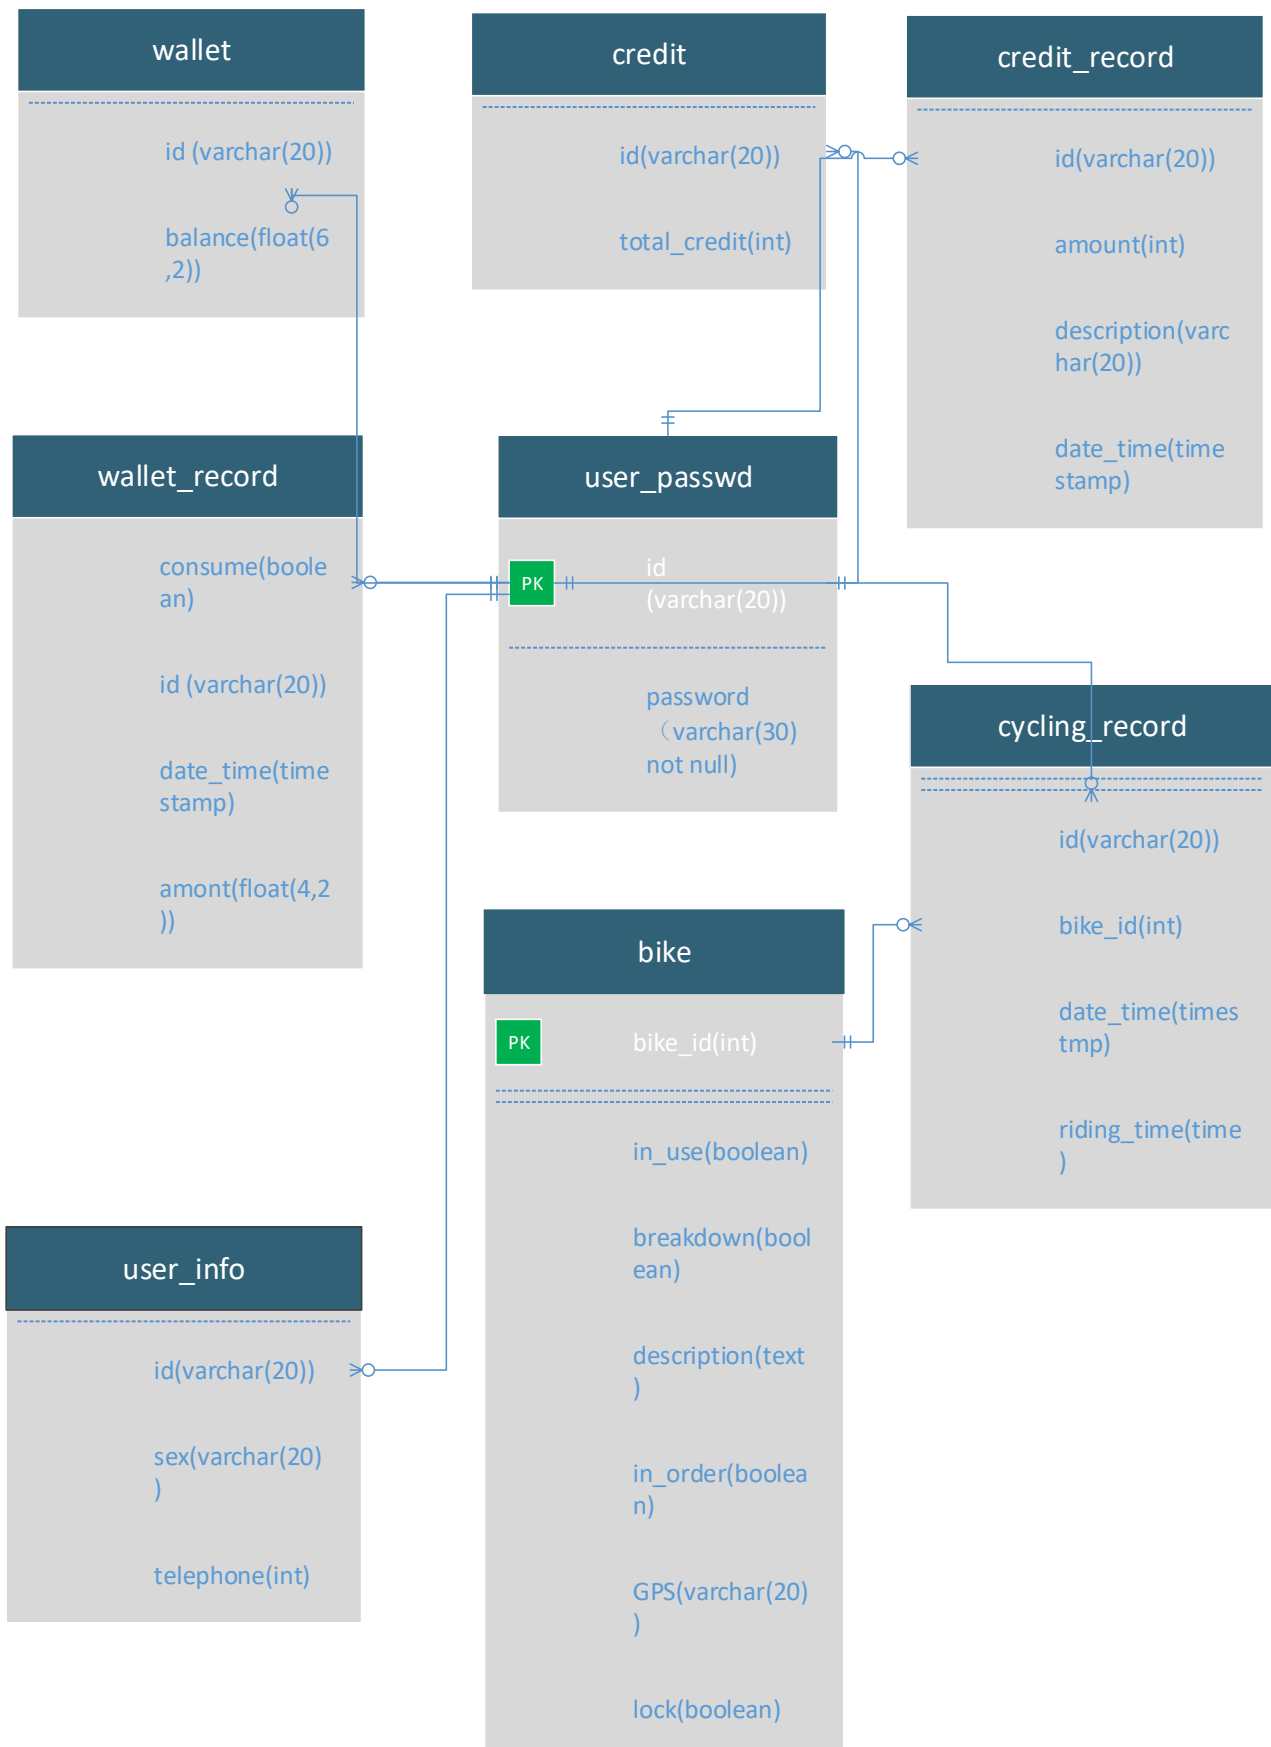 wallet
id (varchar(20))
balance(float(6
,2))
credit
id(varchar(20))
total_credit(int)
credit_record
id(varchar(20))
amount(int)
description(varc
har(20))
date_time(time
stamp)
wallet_record
consume(boole
an)
id (varchar(20))
date_time(time
stamp)
amont(float(4,2
))
user_passwd
PK
id
(varchar(20))
password
（varchar(30)
not null)
cycling_record
id(varchar(20))
bike_id(int)
date_time(times
tmp)
riding_time(time
)
bike
PK
bike_id(int)
in_use(boolean)
breakdown(bool
ean)
description(text
)
in_order(boolea
n)
GPS(varchar(20)
)
lock(boolean)
user_info
id(varchar(20))
sex(varchar(20)
)
telephone(int)